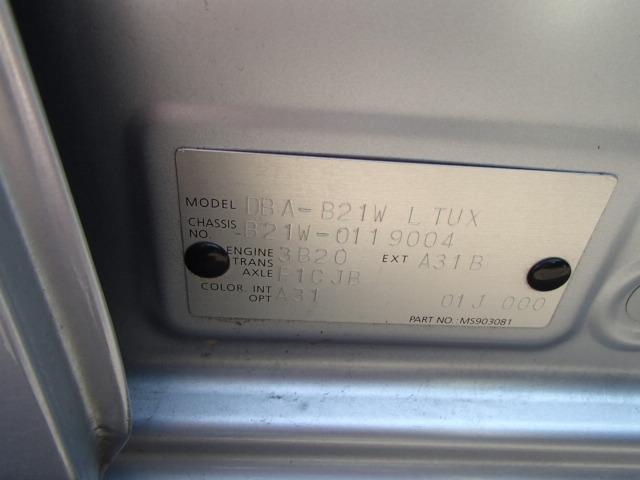 MODEL DBA-B21W LTUX
CHASSIS NO. -B21W-0119004
ENGINE 3B20 EXT A31B
TRANS AXLE F1CJB
COLOR. INT A31
OPT 01J 000
PART NO.: MS903081